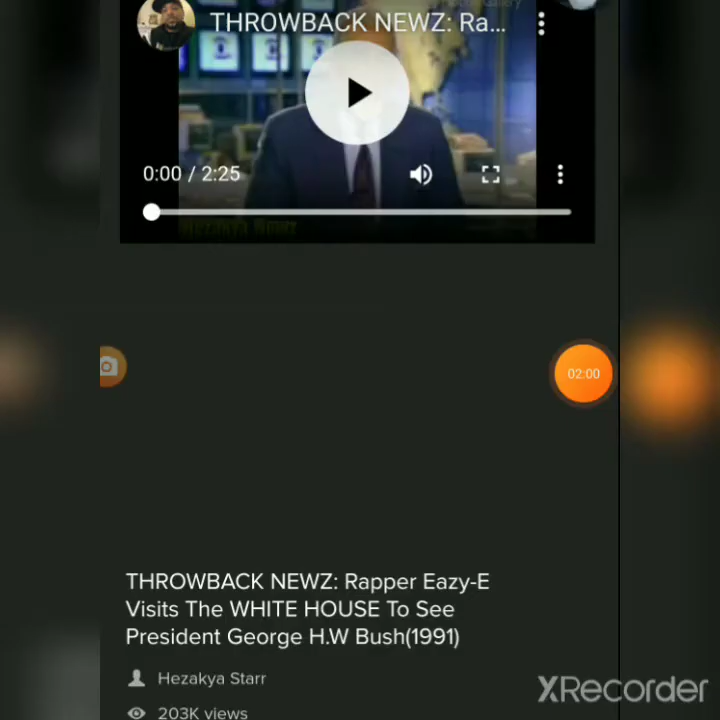 THROWBACK NEWZ: Ra...
0:00 / 2:25
02:00
THROWBACK NEWZ: Rapper Eazy-E
Visits The WHITE HOUSE To See
President George H.W Bush(1991)
Hezakya Starr
203K views
XRecorder